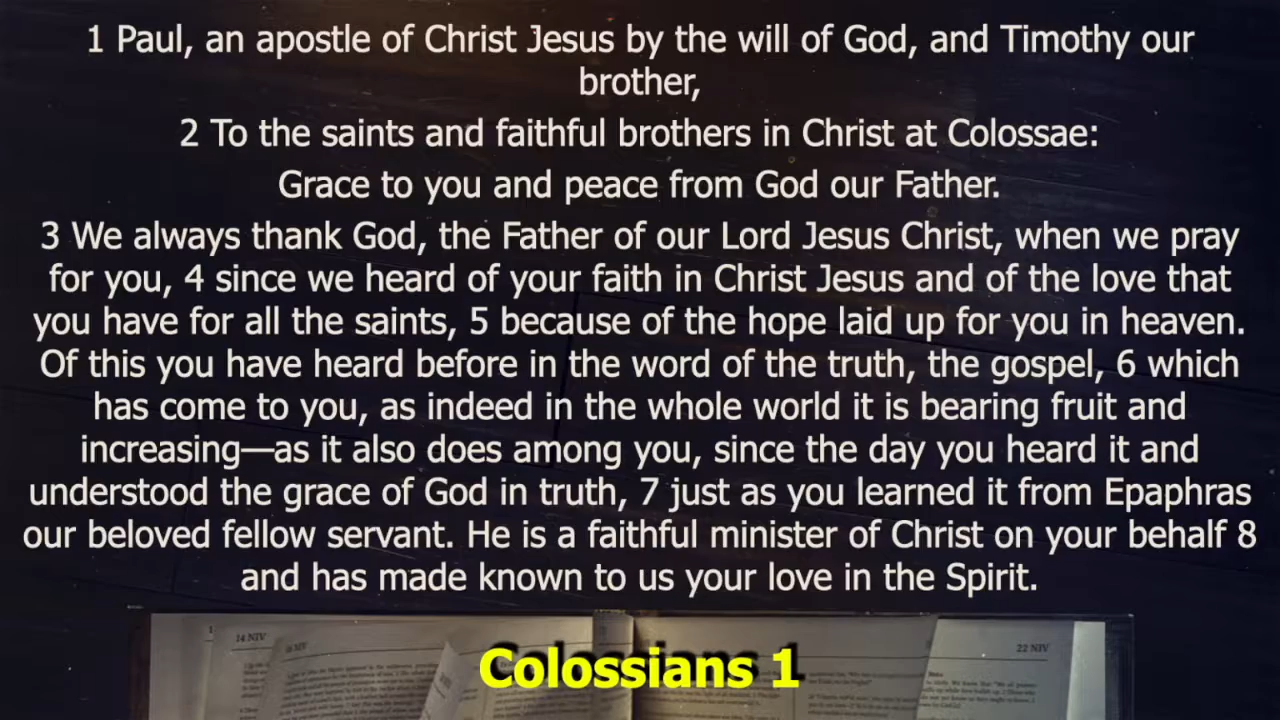 1 Paul, an apostle of Christ Jesus by the will of God, and Timothy our
brother,
2 To the saints and faithful brothers in Christ at Colossae:
Grace to you and peace from God our Father.
3 We always thank God, the Father of our Lord Jesus Christ, when we pray
for you, 4 since we heard of your faith in Christ Jesus and of the love that
you have for all the saints, 5 because of the hope laid up for you in heaven.
Of this you have heard before in the word of the truth, the gospel, 6 which
has come to you, as indeed in the whole world it is bearing fruit and
increasing—as it also does among you, since the day you heard it and
understood the grace of God in truth, 7 just as you learned it from Epaphras
our beloved fellow servant. He is a faithful minister of Christ on your behalf 8
and has made known to us your love in the Spirit.
14 NIV
22 NIV
Colossians 1